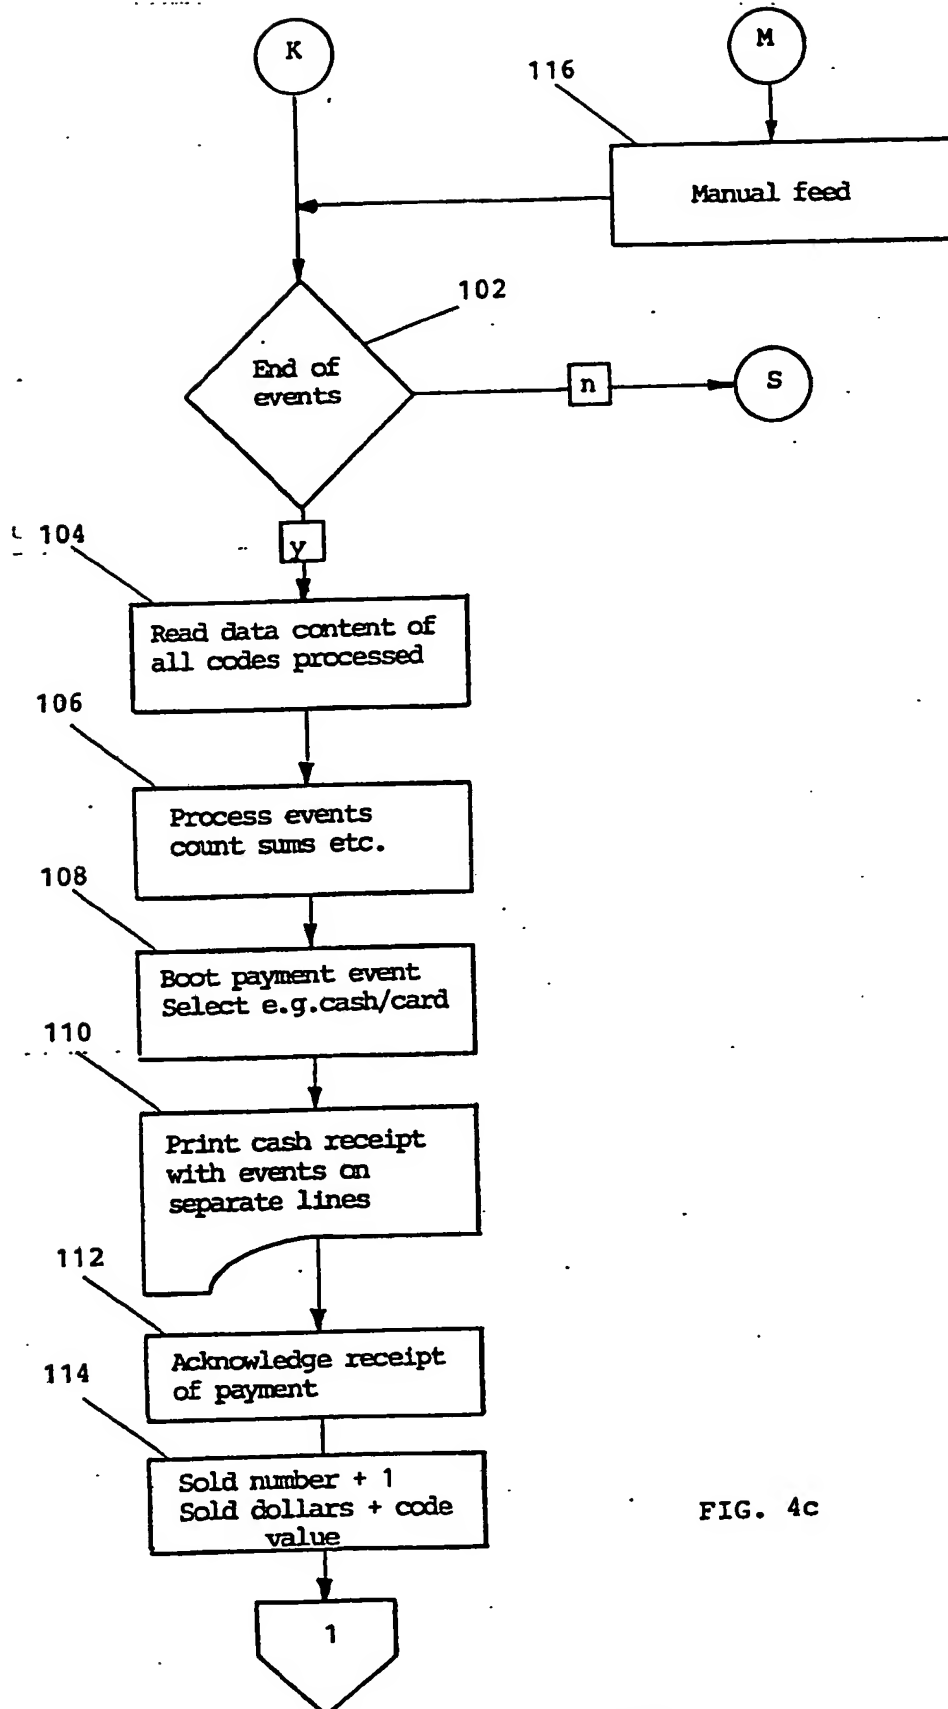 K
M
116
Manual feed
102
End of
events
n
S
y
104
Read data content of
all codes processed
106
Process events
count sums etc.
108
Boot payment event
Select e.g.cash/card
110
Print cash receipt
with events on
separate lines
112
Acknowledge receipt
of payment
114
Sold number + 1
Sold dollars + code
value
FIG. 4c
1